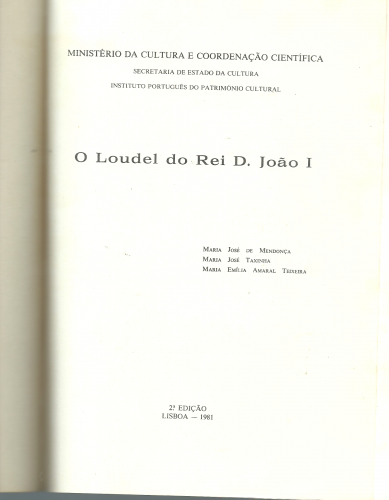 MINISTÉRIO DA CULTURA E COORDENAÇÃO CIENTÍFICA
SECRETARIA DE ESTADO DA CULTURA
INSTITUTO PORTUGUÊS DO PATRIMÓNIO CULTURAL
O Loudel do Rei D. João I
MARIA JOSÉ DE MENDONÇA
MARIA JOSÉ TAXINHA
MARIA EMÍLIA AMARAL TEIXEIRA
2ª EDIÇÃO
LISBOA — 1981